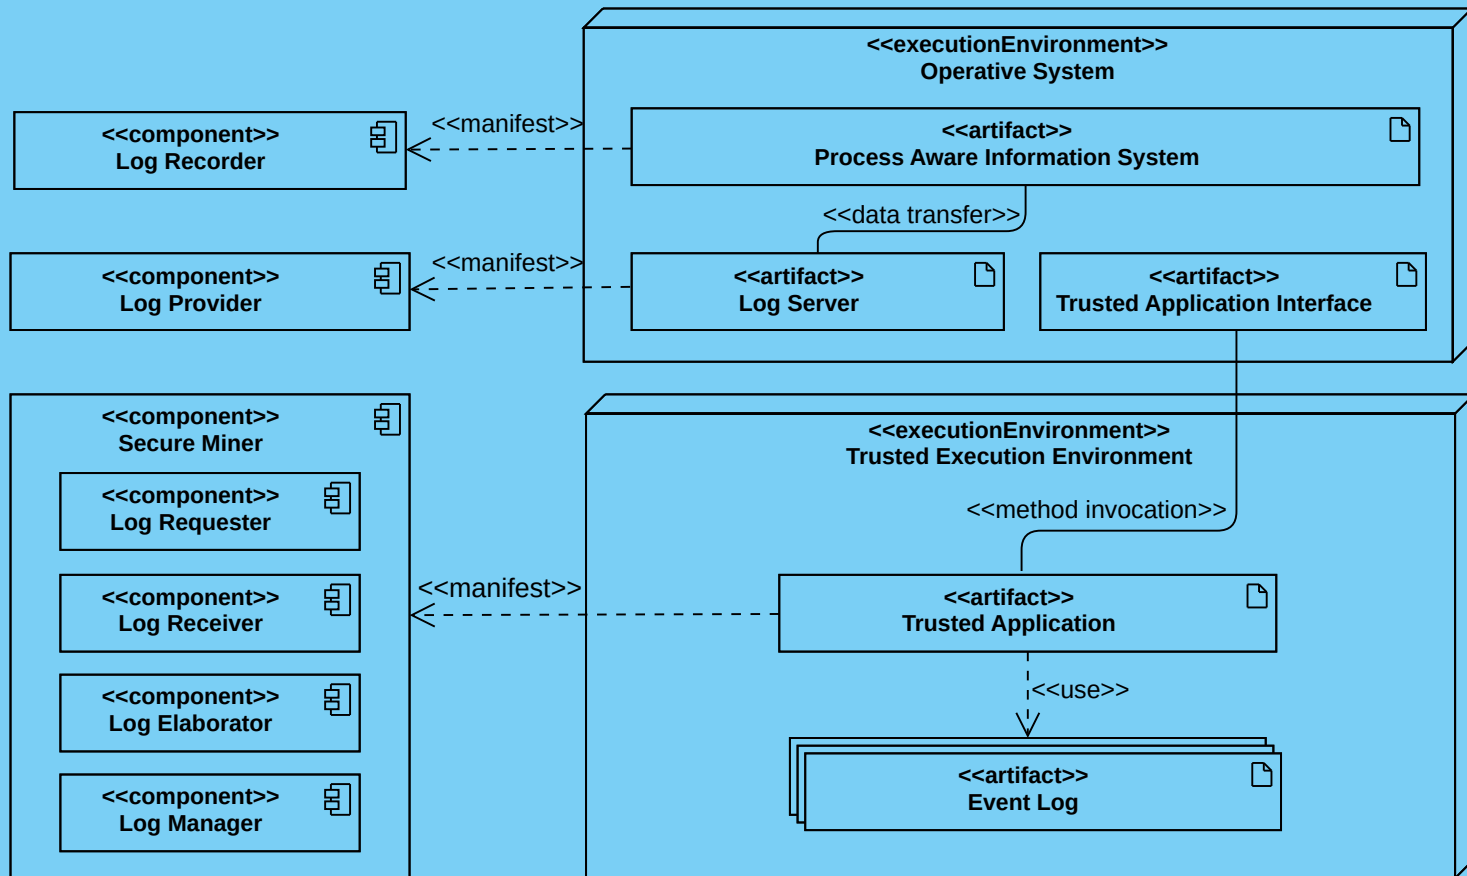 <<executionEnvironment>>
Operative System
<<component>>
Log Recorder
<<manifest>>
<<artifact>>
Process Aware Information System
<<data transfer>>
<<component>>
Log Provider
<<manifest>>
<<artifact>>
Log Server
<<artifact>>
Trusted Application Interface
<<component>>
Secure Miner
<<component>>
Log Requester
<<component>>
Log Receiver
<<component>>
Log Elaborator
<<component>>
Log Manager
<<manifest>>
<<executionEnvironment>>
Trusted Execution Environment
<<method invocation>>
<<artifact>>
Trusted Application
<<use>>
<<artifact>>
Event Log